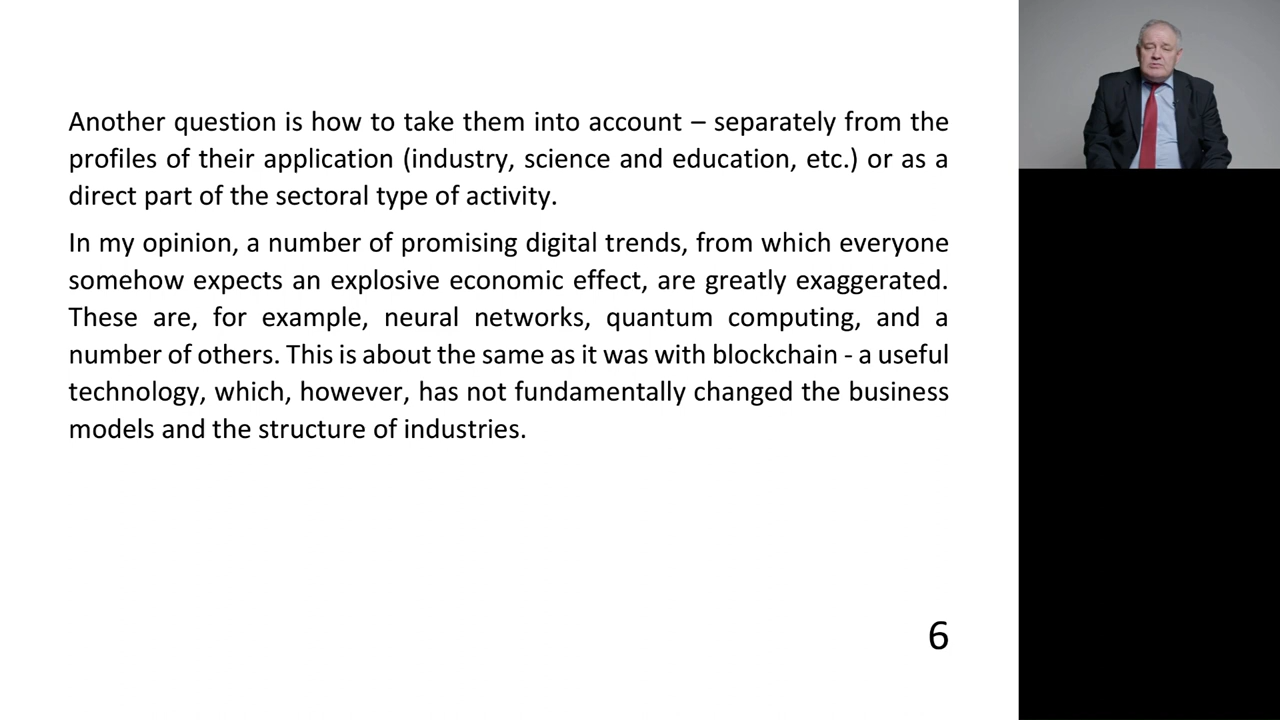 Another question is how to take them into account – separately from the
profiles of their application (industry, science and education, etc.) or as a
direct part of the sectoral type of activity.
In my opinion, a number of promising digital trends, from which everyone
somehow expects an explosive economic effect, are greatly exaggerated.
These are, for example, neural networks, quantum computing, and a
number of others. This is about the same as it was with blockchain - a useful
technology, which, however, has not fundamentally changed the business
models and the structure of industries.
6